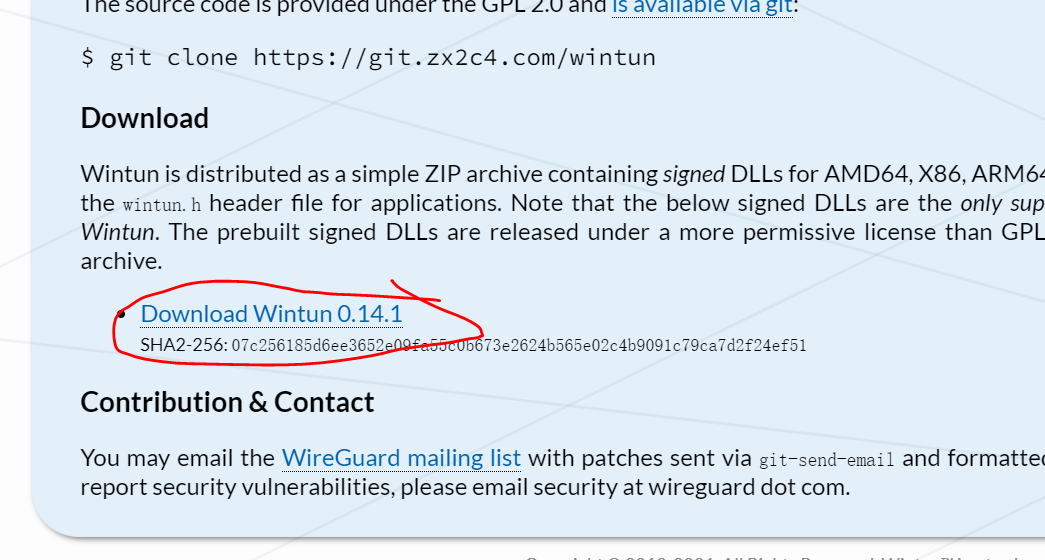 The source code is provided under the GPL 2.0 and is available via git:
$ git clone https://git.zx2c4.com/wintun
Download
Wintun is distributed as a simple ZIP archive containing signed DLLs for AMD64, X86, ARM64
the wintun.h header file for applications. Note that the below signed DLLs are the only sup
Wintun. The prebuilt signed DLLs are released under a more permissive license than GPL
archive.
Download Wintun 0.14.1
SHA2-256: 07c256185d6ee3652e09fa55c0b673e2624b565e02c4b9091c79ca7d2f24ef51
Contribution & Contact
You may email the WireGuard mailing list with patches sent via git-send-email and formatted
report security vulnerabilities, please email security at wireguard dot com.